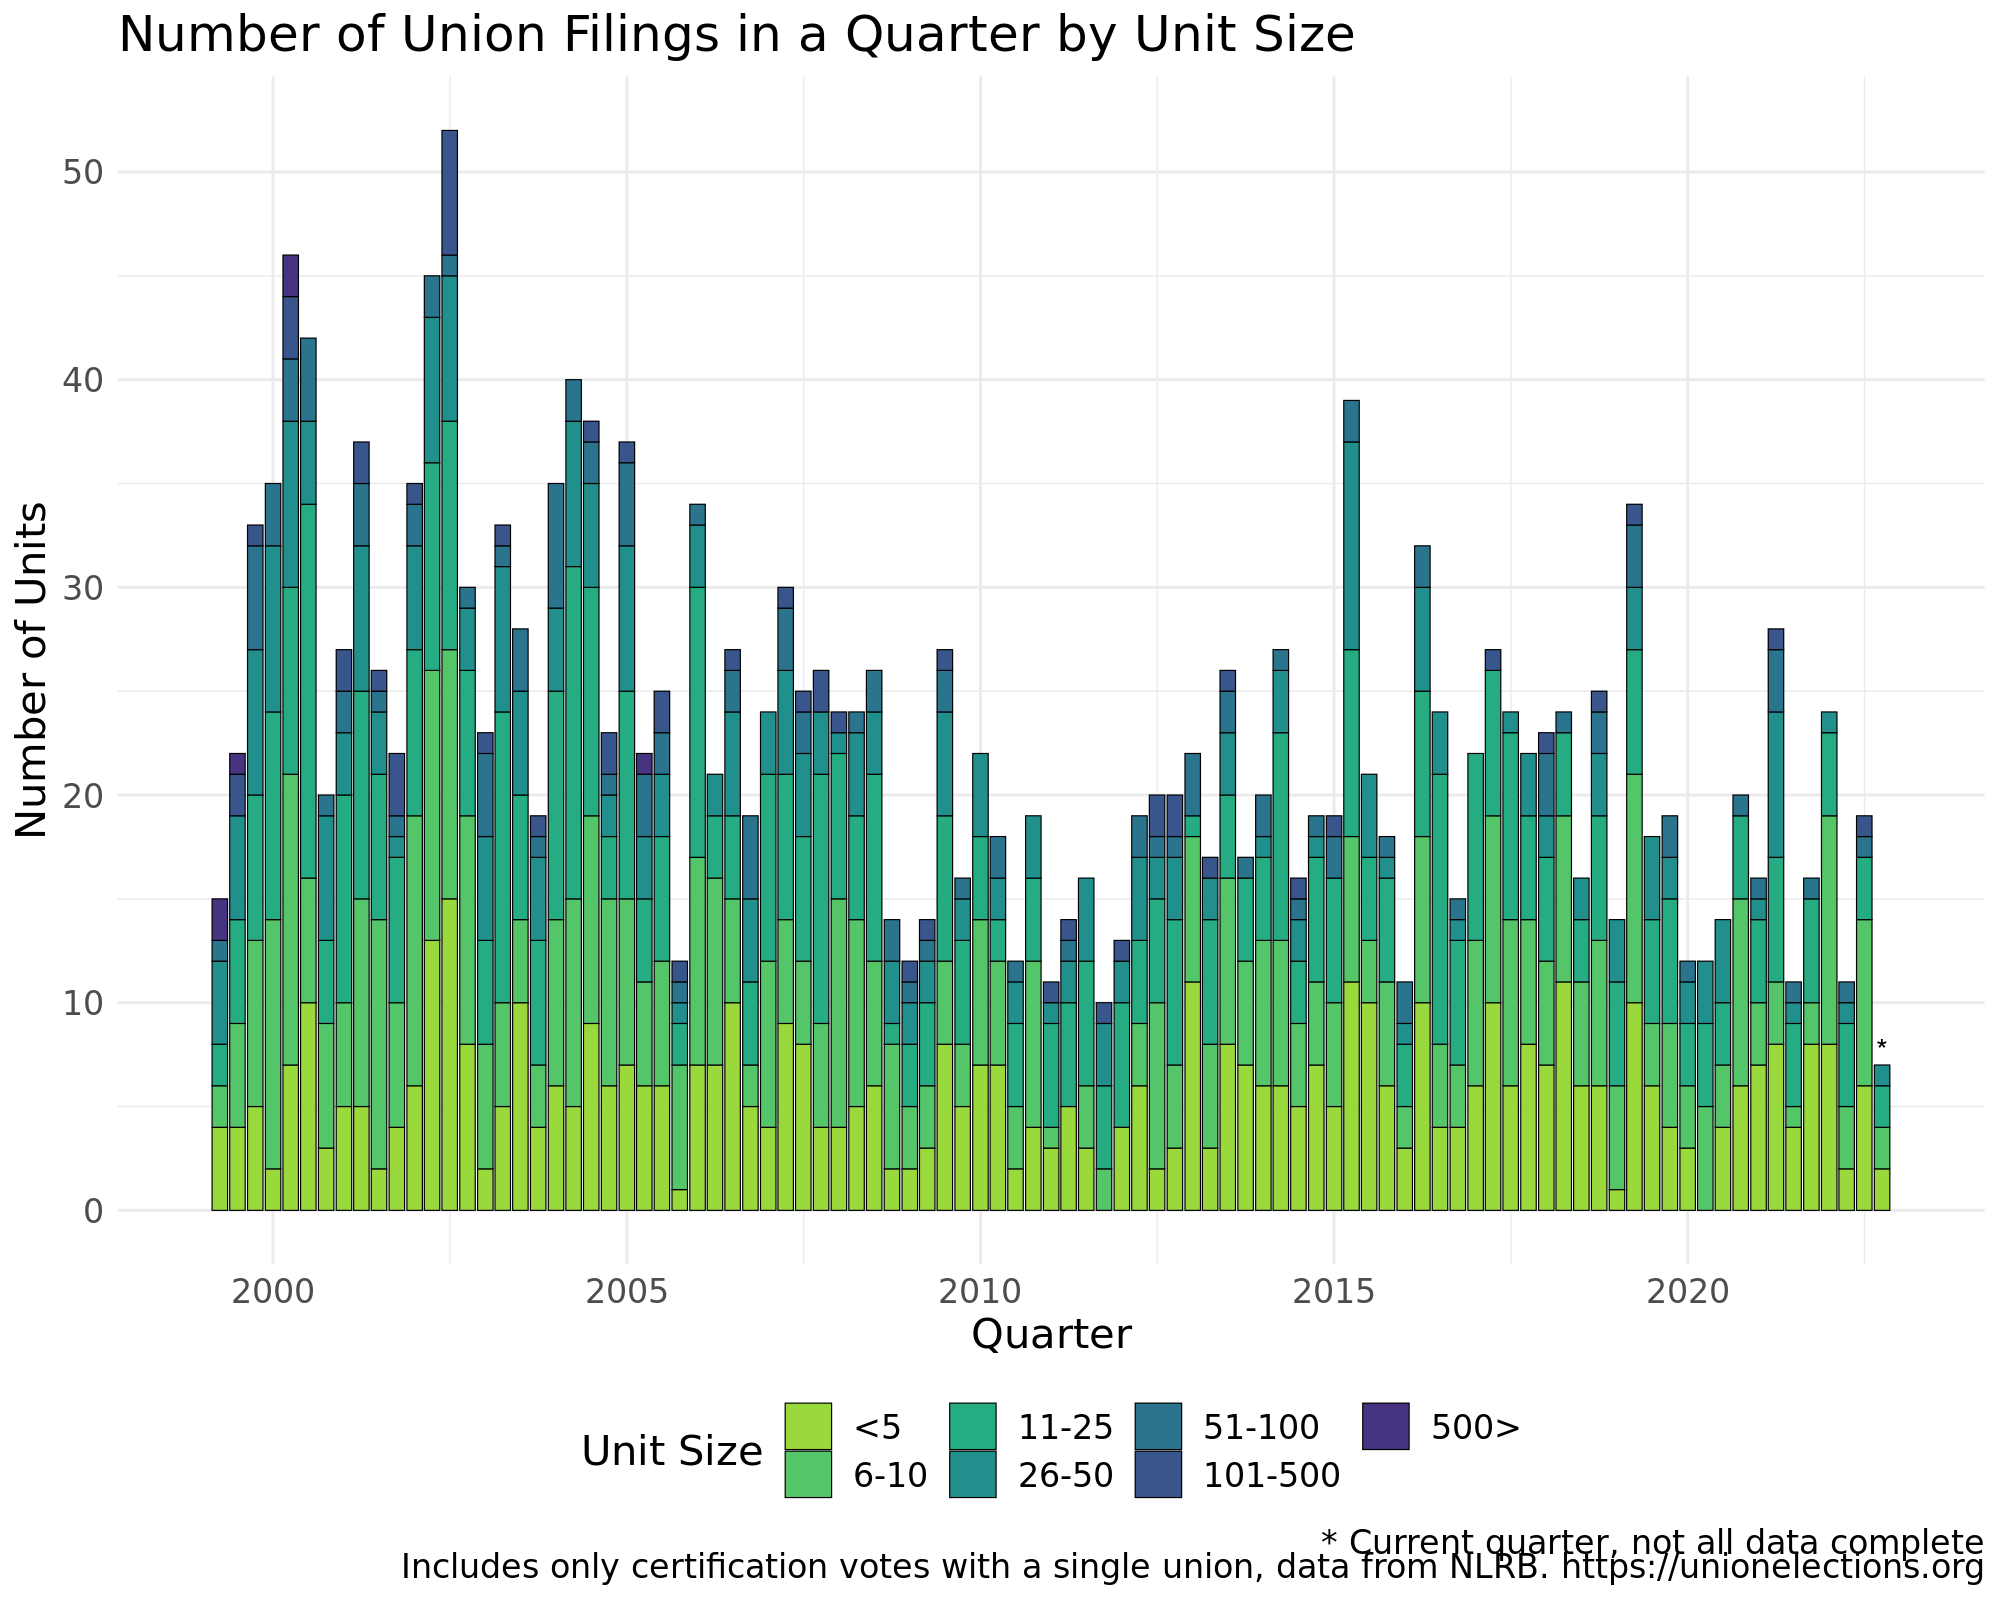 Number of Union Filings in a Quarter by Unit Size
Number of Units
50
40
30
20
10
0
*
2000 2005 2010 2015 2020
Quarter
Unit Size
<5 11-25 51-100 500>
6-10 26-50 101-500
* Current quarter, not all data complete
Includes only certification votes with a single union, data from NLRB. https://unionelections.org